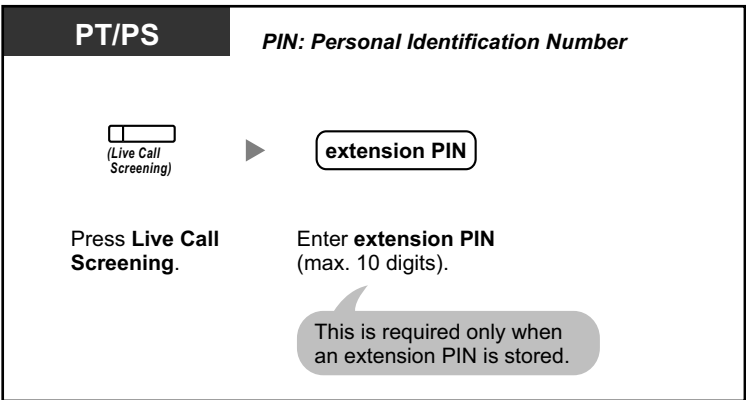 PT/PS
PIN: Personal Identification Number
(Live Call
Screening)
extension PIN
Press Live Call
Screening.
Enter extension PIN
(max. 10 digits).
This is required only when
an extension PIN is stored.